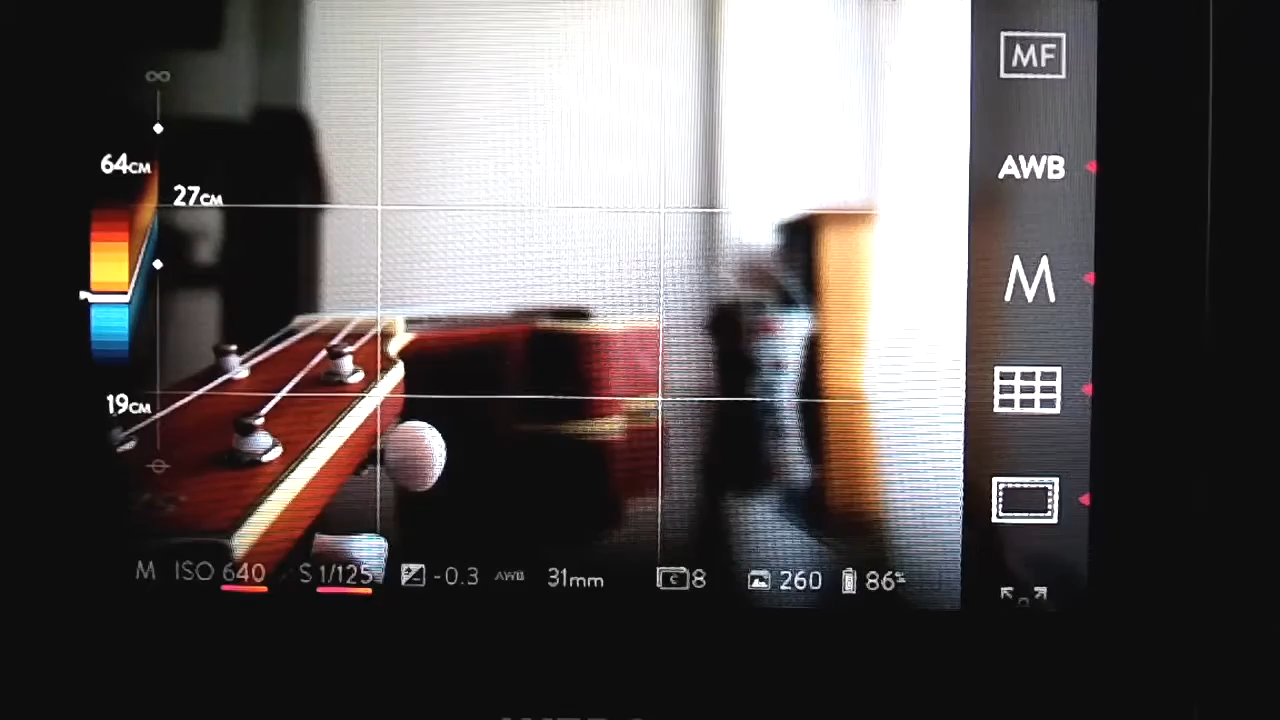 ∞
MF
64CM
AWB
27CM
M
19CM
M ISO 640 S 1/125 -0.3 AWB 31mm C 8 260 86%